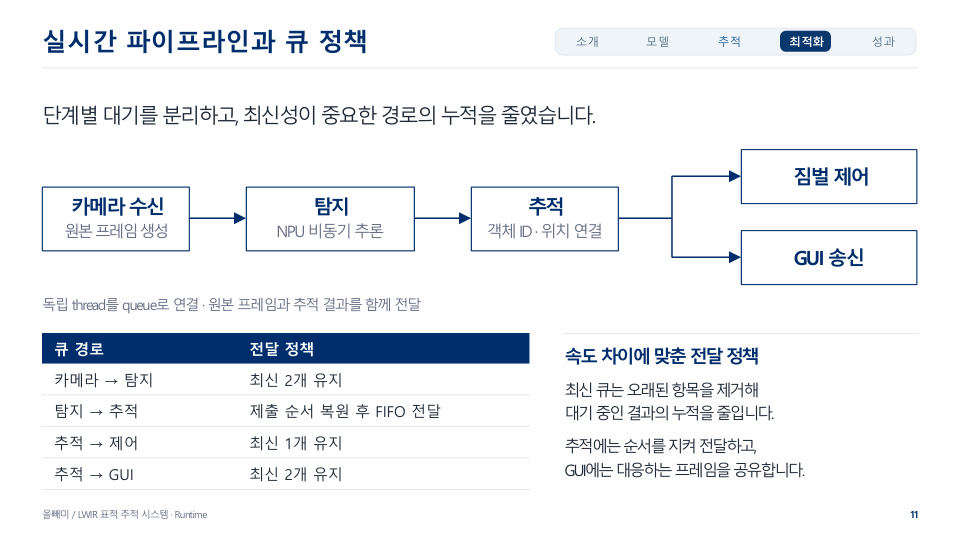 실시간 파이프라인과 큐 정책
소개 모델 추적 최적화 성과
단계별 대기를 분리하고, 최신성이 중요한 경로의 누적을 줄였습니다.
카메라 수신
원본 프레임 생성
탐지
NPU 비동기 추론
추적
객체 ID · 위치 연결
짐벌 제어
GUI 송신
독립 thread를 queue로 연결 · 원본 프레임과 추적 결과를 함께 전달
큐 경로 전달 정책
카메라 → 탐지 최신 2개 유지
탐지 → 추적 제출 순서 복원 후 FIFO 전달
추적 → 제어 최신 1개 유지
추적 → GUI 최신 2개 유지
속도 차이에 맞춘 전달 정책
최신 큐는 오래된 항목을 제거해
대기 중인 결과의 누적을 줄입니다.
추적에는 순서를 지켜 전달하고,
GUI에는 대응하는 프레임을 공유합니다.
올빼미 / LWIR 표적 추적 시스템 · Runtime
11